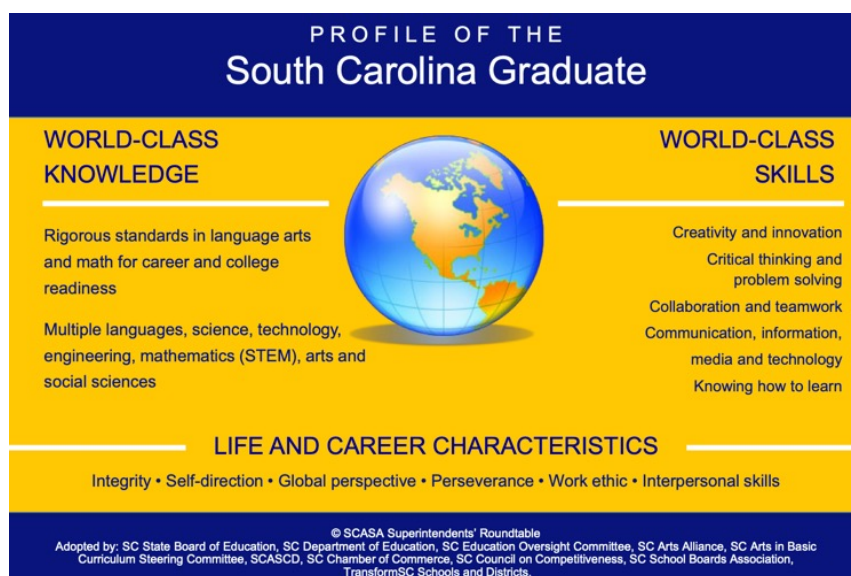 PROFILE OF THE
South Carolina Graduate
WORLD-CLASS
KNOWLEDGE
Rigorous standards in language arts
and math for career and college
readiness
Multiple languages, science, technology,
engineering, mathematics (STEM), arts and
social sciences
WORLD-CLASS
SKILLS
Creativity and innovation
Critical thinking and
problem solving
Collaboration and teamwork
Communication, information,
media and technology
Knowing how to learn
LIFE AND CAREER CHARACTERISTICS
Integrity • Self-direction • Global perspective • Perseverance • Work ethic • Interpersonal skills
© SCASA Superintendents' Roundtable
Adopted by: SC State Board of Education, SC Department of Education, SC Education Oversight Committee, SC Arts Alliance, SC Arts in Basic
Curriculum Steering Committee, SCASCD, SC Chamber of Commerce, SC Council on Competitiveness, SC School Boards Association,
TransformSC Schools and Districts.